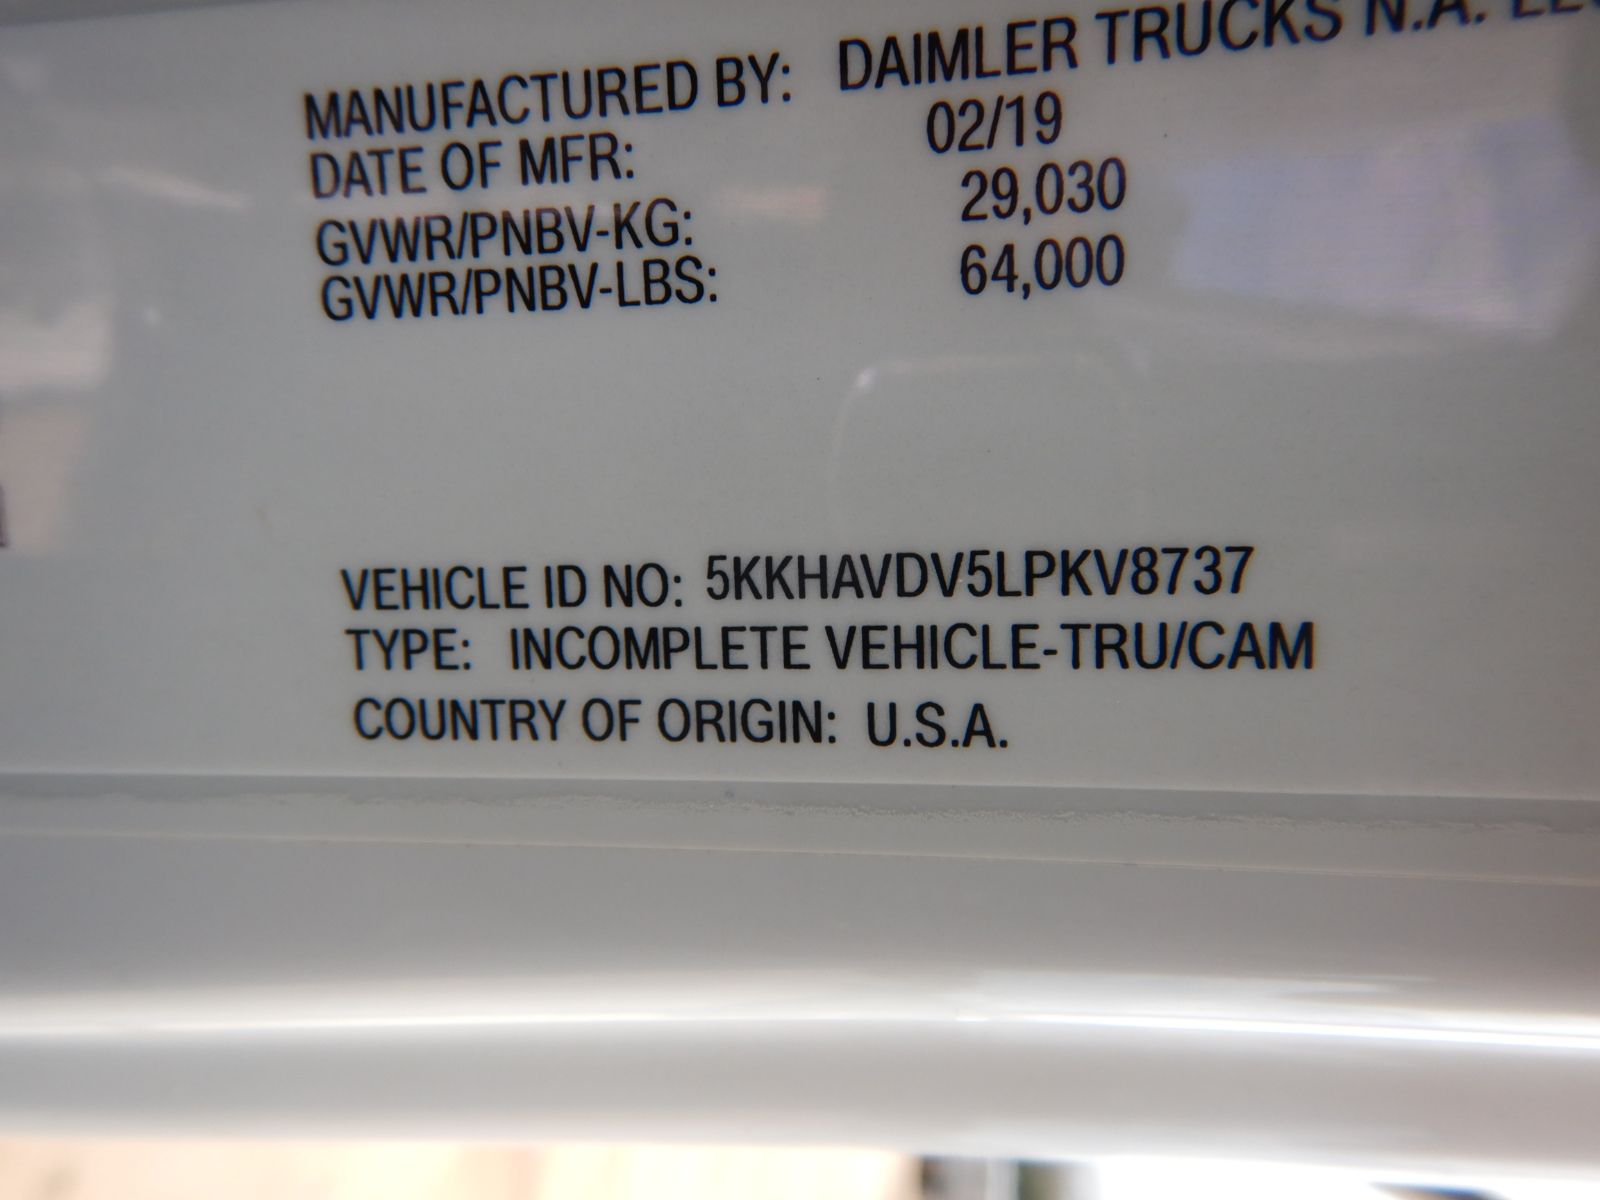 MANUFACTURED BY: DAIMLER TRUCKS N.A. LLC
DATE OF MFR: 02/19
GVWR/PNBV-KG: 29,030
GVWR/PNBV-LBS: 64,000
VEHICLE ID NO: 5KKHAVDV5LPKV8737
TYPE: INCOMPLETE VEHICLE-TRU/CAM
COUNTRY OF ORIGIN: U.S.A.